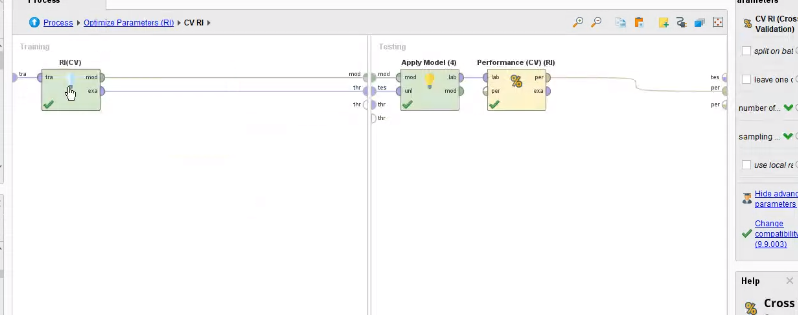 Process
arameters
Process ▸ Optimize Parameters (RI) ▸ CV RI ▸
CV RI (Cross
Validation)
Training
Testing
RI(CV)
Apply Model (4)
Performance (CV) (RI)
split on bat
tra
tra
mod
mod
mod
mod
lab
lab
per
tes
exa
thr
tes
unl
mod
per
exa
per
thr
thr
per
thr
leave one o
number of...
sampling...
use local ra
Hide advan
parameters
Change
compatibility
(9.9.003)
Help
Cross